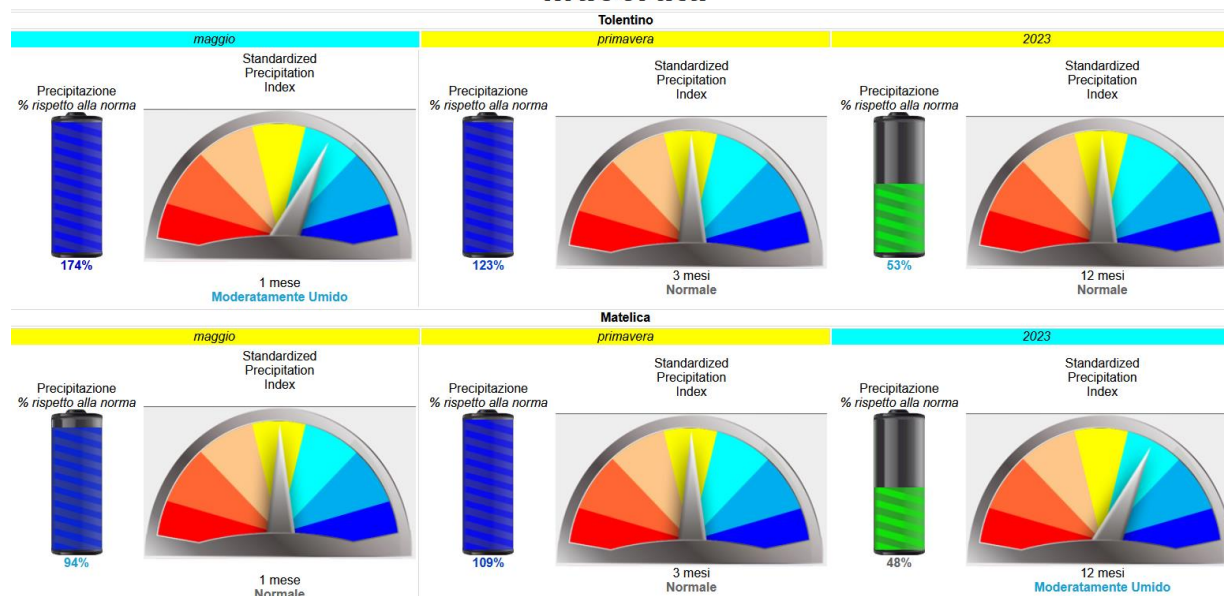 Tolentino
maggio
primavera
2023
Precipitazione
% rispetto alla norma
174%
Standardized
Precipitation
Index
1 mese
Moderatamente Umido
Precipitazione
% rispetto alla norma
123%
Standardized
Precipitation
Index
3 mesi
Normale
Precipitazione
% rispetto alla norma
53%
Standardized
Precipitation
Index
12 mesi
Normale
Matelica
maggio
primavera
2023
Precipitazione
% rispetto alla norma
94%
Standardized
Precipitation
Index
1 mese
Normale
Precipitazione
% rispetto alla norma
109%
Standardized
Precipitation
Index
3 mesi
Normale
Precipitazione
% rispetto alla norma
48%
Standardized
Precipitation
Index
12 mesi
Moderatamente Umido